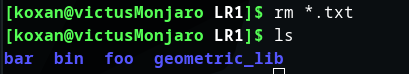 [koxan@victusMonjaro LR1]$ rm *.txt
[koxan@victusMonjaro LR1]$ ls
bar  bin  foo  geometric_lib